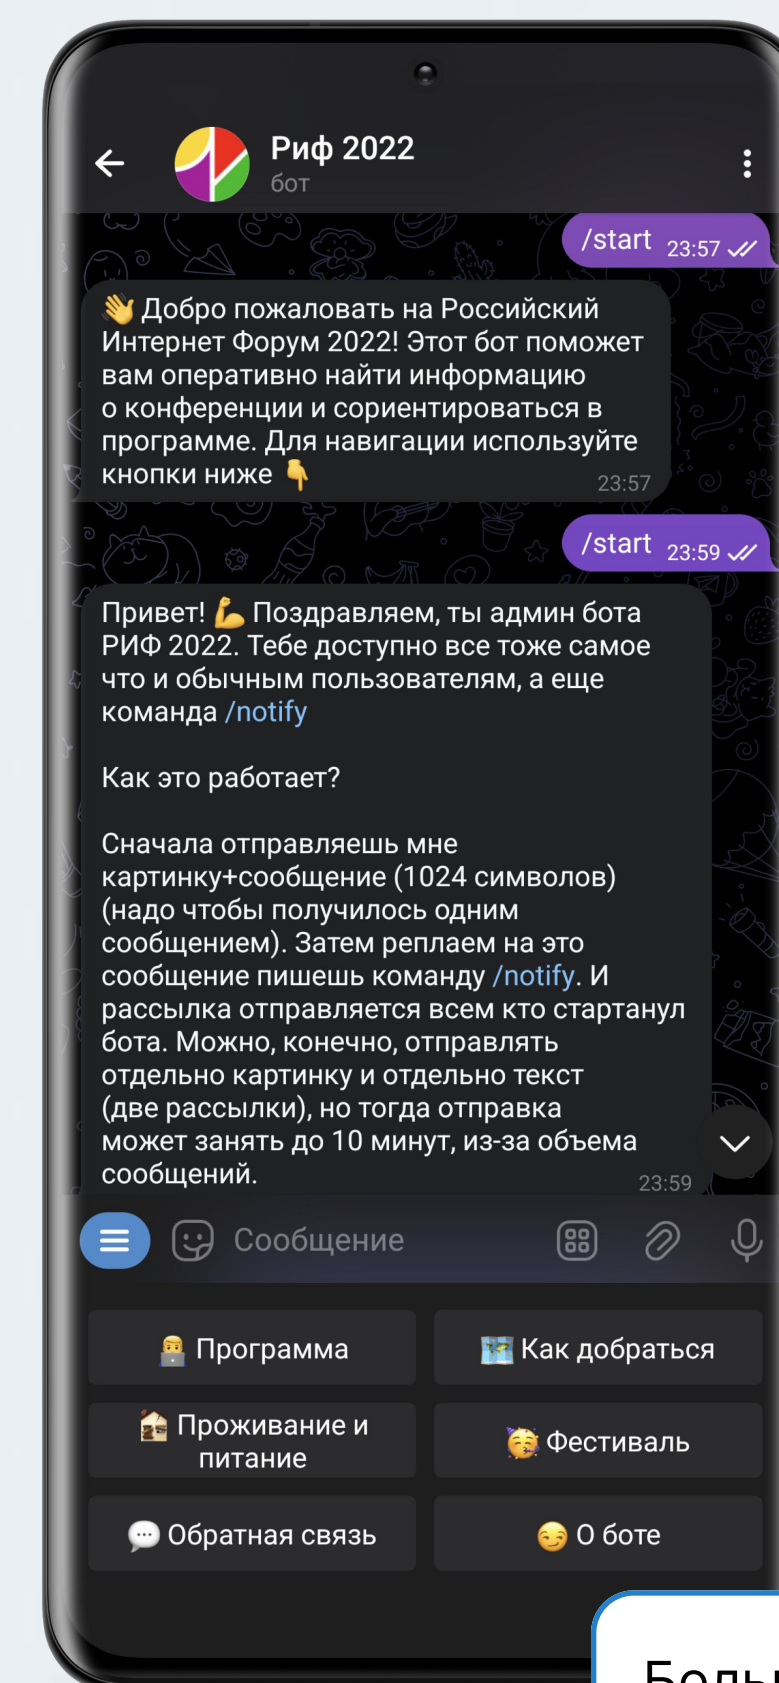 Риф 2022
бот
/start 23:57
👋 Добро пожаловать на Российский
Интернет Форум 2022! Этот бот поможет
вам оперативно найти информацию
о конференции и сориентироваться в
программе. Для навигации используйте
кнопки ниже 👇
23:57
/start 23:59
Привет! 💪 Поздравляем, ты админ бота
РИФ 2022. Тебе доступно все тоже самое
что и обычным пользователям, а еще
команда /notify
Как это работает?
Сначала отправляешь мне
картинку+сообщение (1024 символов)
(надо чтобы получилось одним
сообщением). Затем реплаем на это
сообщение пишешь команду /notify. И
рассылка отправляется всем кто стартанул
бота. Можно, конечно, отправлять
отдельно картинку и отдельно текст
(две рассылки), но тогда отправка
может занять до 10 минут, из-за объема
сообщений.
23:59
Сообщение
👨‍💻 Программа
🗺️ Как добраться
🏠 Проживание и
питание
🥳 Фестиваль
💬 Обратная связь
😏 О боте